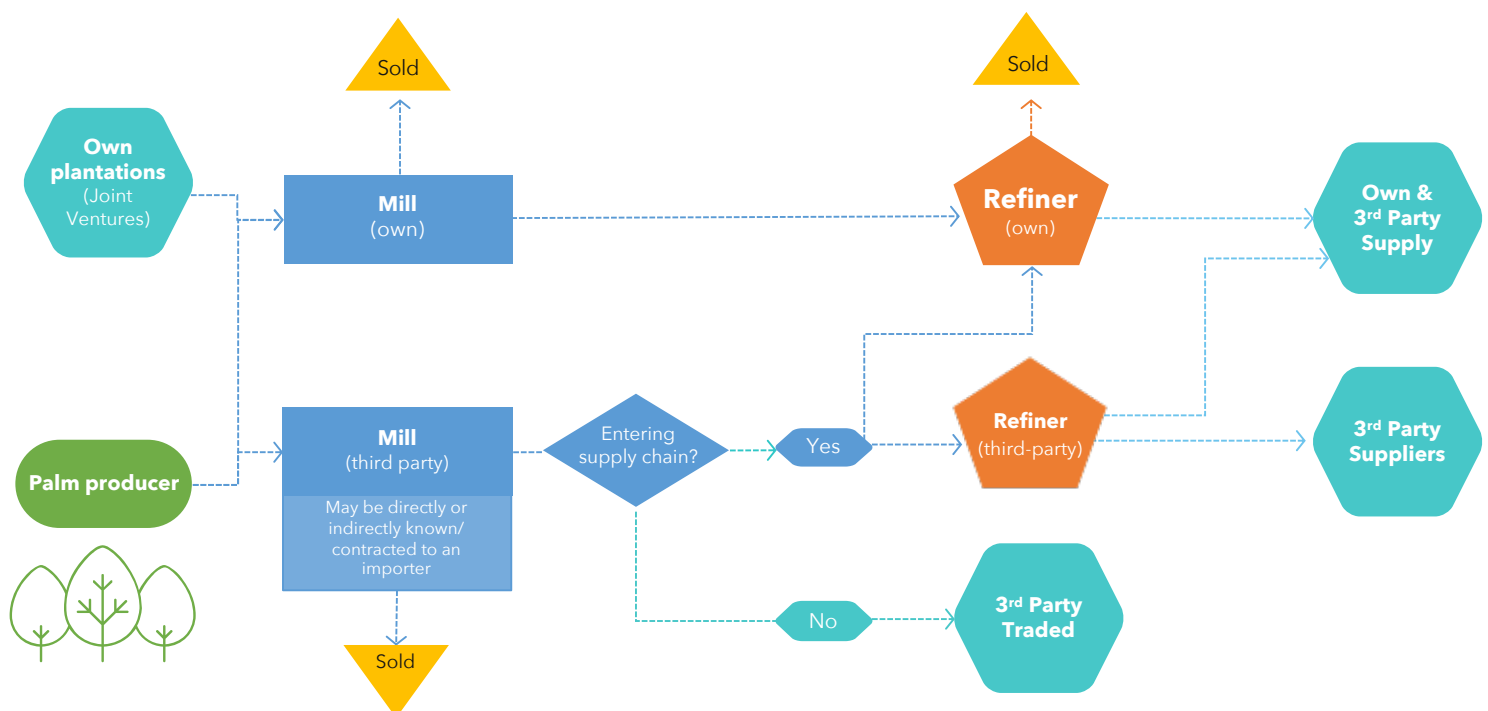 Sold
Sold
Own
plantations
(Joint
Ventures)
Mill
(own)
Refiner
(own)
Own &
3rd Party
Supply
Palm producer
Mill
(third party)
May be directly or
indirectly known/
contracted to an
importer
Entering
supply chain?
Yes
Refiner
(third-party)
3rd Party
Suppliers
No
3rd Party
Traded
Sold